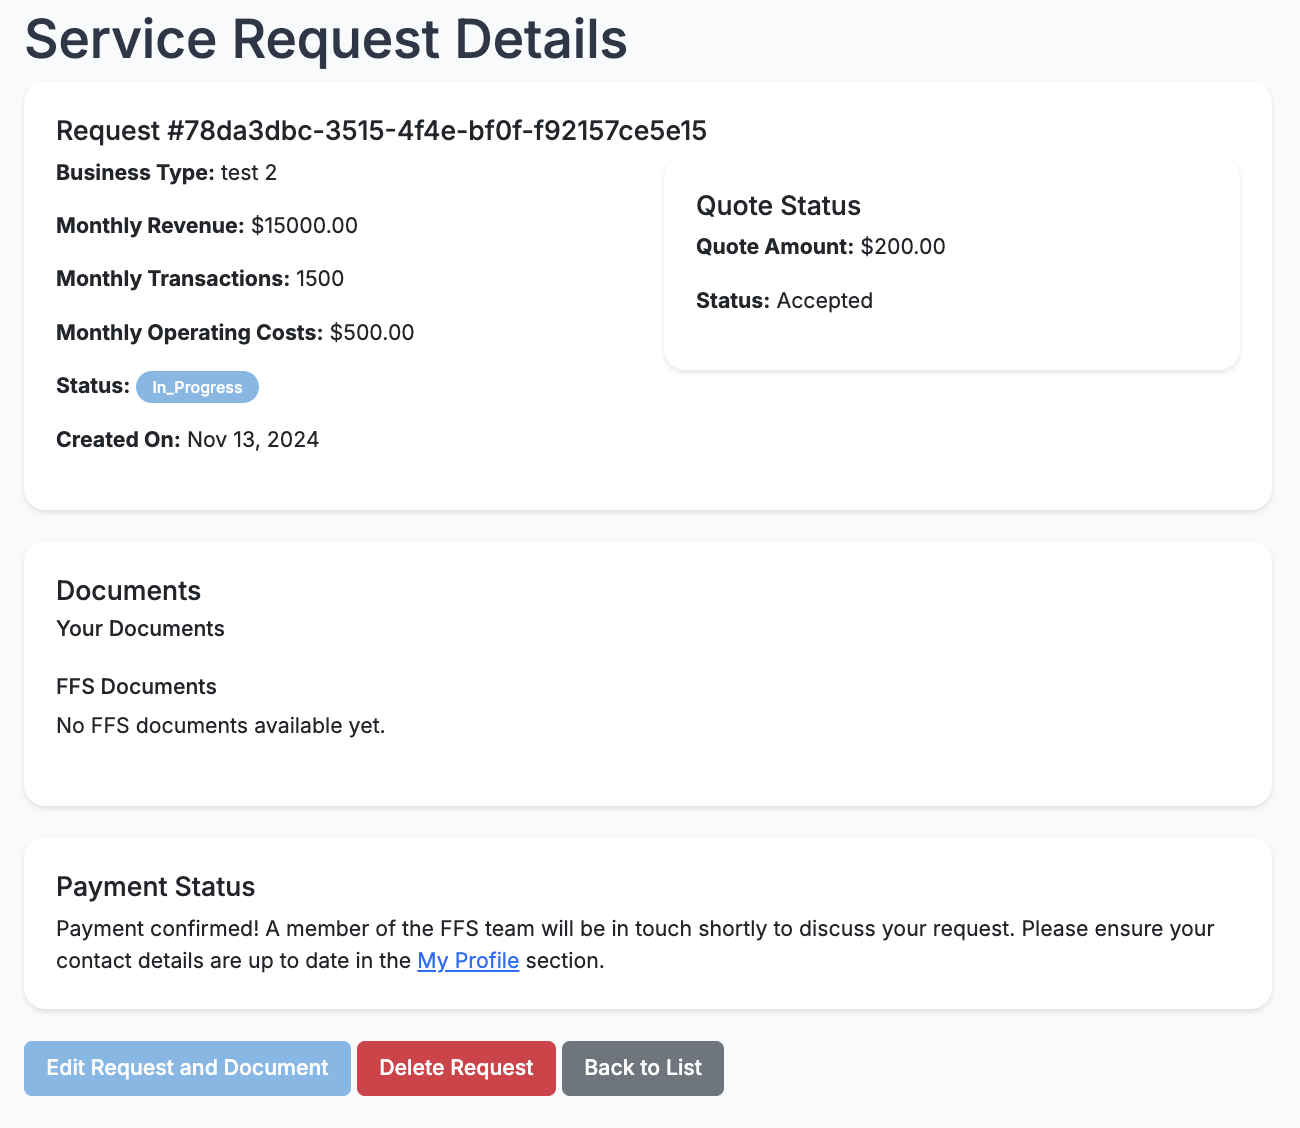 Service Request Details
Request #78da3dbc-3515-4f4e-bf0f-f92157ce5e15
Business Type: test 2
Monthly Revenue: $15000.00
Monthly Transactions: 1500
Monthly Operating Costs: $500.00
Status: In_Progress
Created On: Nov 13, 2024
Quote Status
Quote Amount: $200.00
Status: Accepted
Documents
Your Documents
FFS Documents
No FFS documents available yet.
Payment Status
Payment confirmed! A member of the FFS team will be in touch shortly to discuss your request. Please ensure your
contact details are up to date in the My Profile section.
Edit Request and Document
Delete Request
Back to List